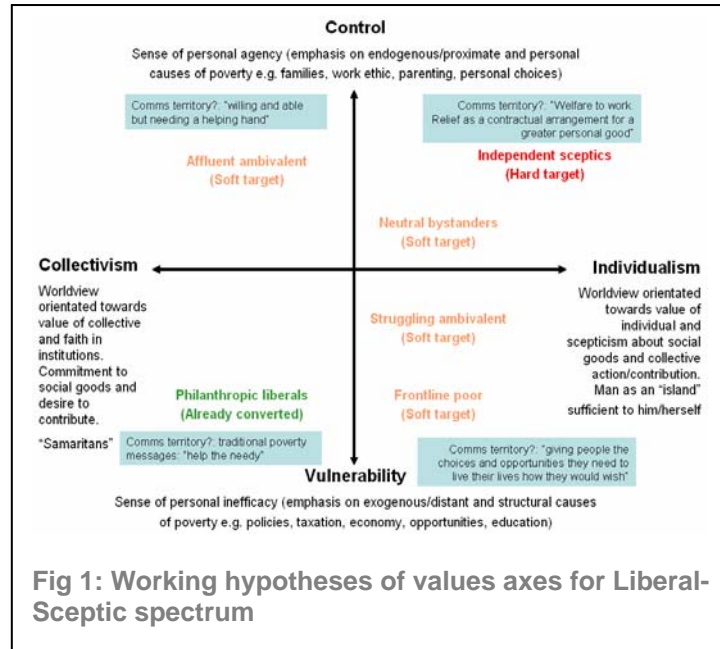 Control
Sense of personal agency (emphasis on endogenous/proximate and personal
causes of poverty e.g. families, work ethic, parenting, personal choices)
Comms territory?: "willing and able
but needing a helping hand"
Comms territory?: "Welfare to work.
Relief as a contractual arrangement for a
greater personal good"
Affluent ambivalent
(Soft target)
Independent sceptics
(Hard target)
Neutral bystanders
(Soft target)
Collectivism
Worldview
orientated towards
value of collective
and faith in
institutions.
Commitment to
social goods and
desire to
contribute.
"Samaritans"
Individualism
Worldview orientated
towards value of
individual and
scepticism about social
goods and collective
action/contribution.
Man as an "island"
sufficient to him/herself
Struggling ambivalent
(Soft target)
Philanthropic liberals
(Already converted)
Frontline poor
(Soft target)
Comms territory?: traditional poverty
messages: "help the needy"
Comms territory?: "giving people the
choices and opportunities they need to
live their lives how they would wish"
Vulnerability
Sense of personal inefficacy (emphasis on exogenous/distant and structural causes
of poverty e.g. policies, taxation, economy, opportunities, education)
Fig 1: Working hypotheses of values axes for Liberal-
Sceptic spectrum